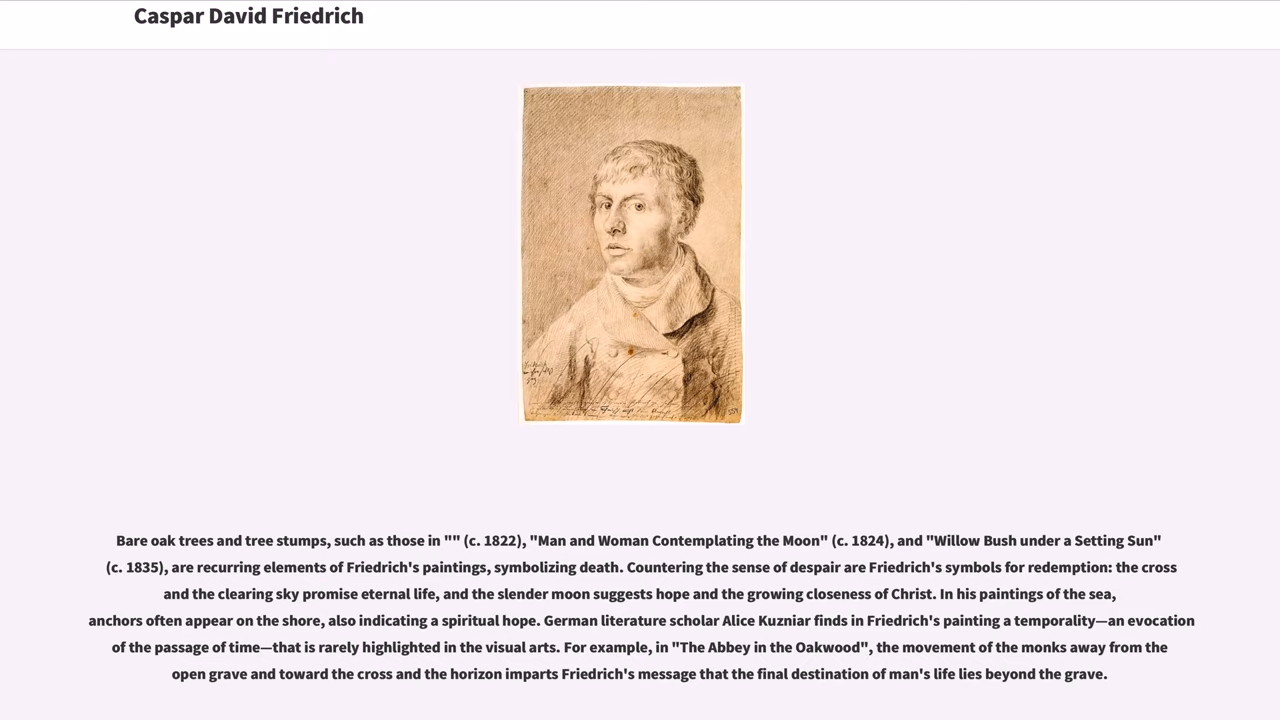 Caspar David Friedrich
Bare oak trees and tree stumps, such as those in "" (c. 1822), "Man and Woman Contemplating the Moon" (c. 1824), and "Willow Bush under a Setting Sun"
(c. 1835), are recurring elements of Friedrich's paintings, symbolizing death. Countering the sense of despair are Friedrich's symbols for redemption: the cross
and the clearing sky promise eternal life, and the slender moon suggests hope and the growing closeness of Christ. In his paintings of the sea,
anchors often appear on the shore, also indicating a spiritual hope. German literature scholar Alice Kuzniar finds in Friedrich's painting a temporality—an evocation
of the passage of time—that is rarely highlighted in the visual arts. For example, in "The Abbey in the Oakwood", the movement of the monks away from the
open grave and toward the cross and the horizon imparts Friedrich's message that the final destination of man's life lies beyond the grave.